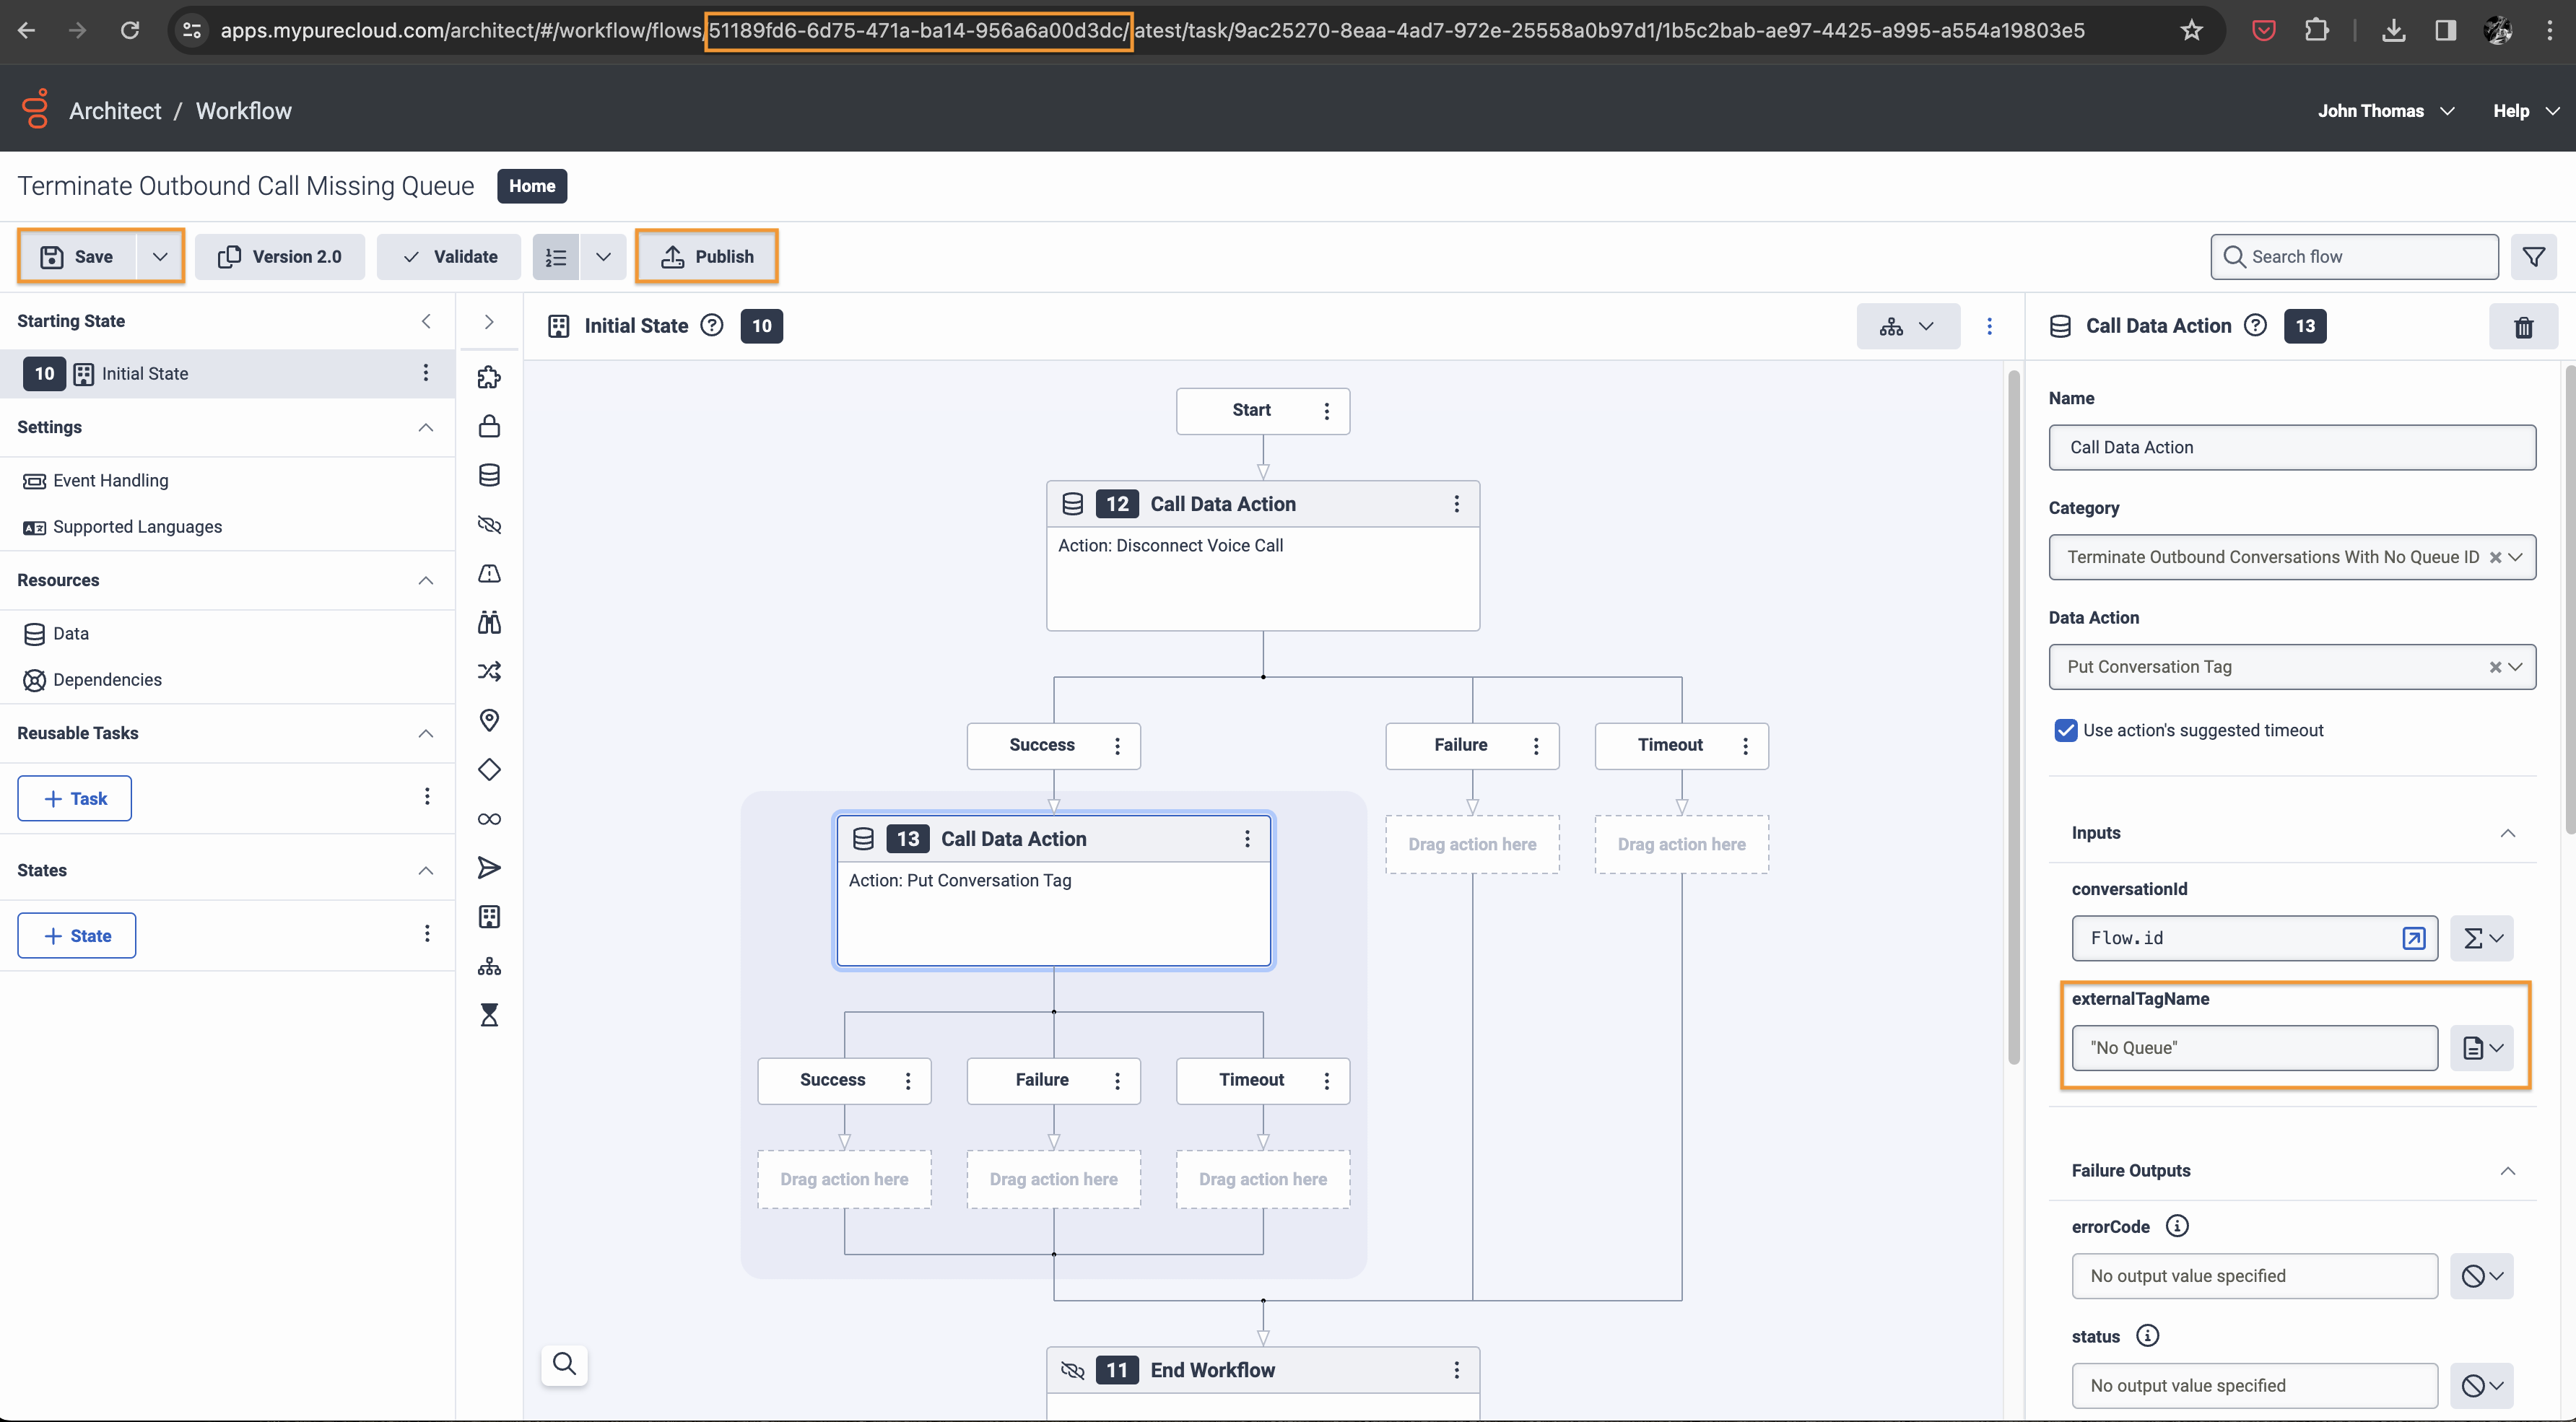 apps.mypurecloud.com/architect/#/workflow/flows/51189fd6-6d75-471a-ba14-956a6a00d3dc/latest/task/9ac25270-8eaa-4ad7-972e-25558a0b97d1/1b5c2bab-ae97-4425-a995-a554a19803e5
Architect / Workflow
John Thomas
Help
Terminate Outbound Call Missing Queue
Home
Save
Version 2.0
Validate
Publish
Search flow
Starting State
10 Initial State
Settings
Event Handling
Supported Languages
Resources
Data
Dependencies
Reusable Tasks
+ Task
States
+ State
Initial State ? 10
Start
12 Call Data Action
Action: Disconnect Voice Call
Success
Failure
Timeout
13 Call Data Action
Action: Put Conversation Tag
Drag action here
Drag action here
Success
Failure
Timeout
Drag action here
Drag action here
Drag action here
11 End Workflow
Call Data Action ? 13
Name
Call Data Action
Category
Terminate Outbound Conversations With No Queue ID
Data Action
Put Conversation Tag
Use action's suggested timeout
Inputs
conversationId
Flow.id
externalTagName
"No Queue"
Failure Outputs
errorCode
No output value specified
status
No output value specified